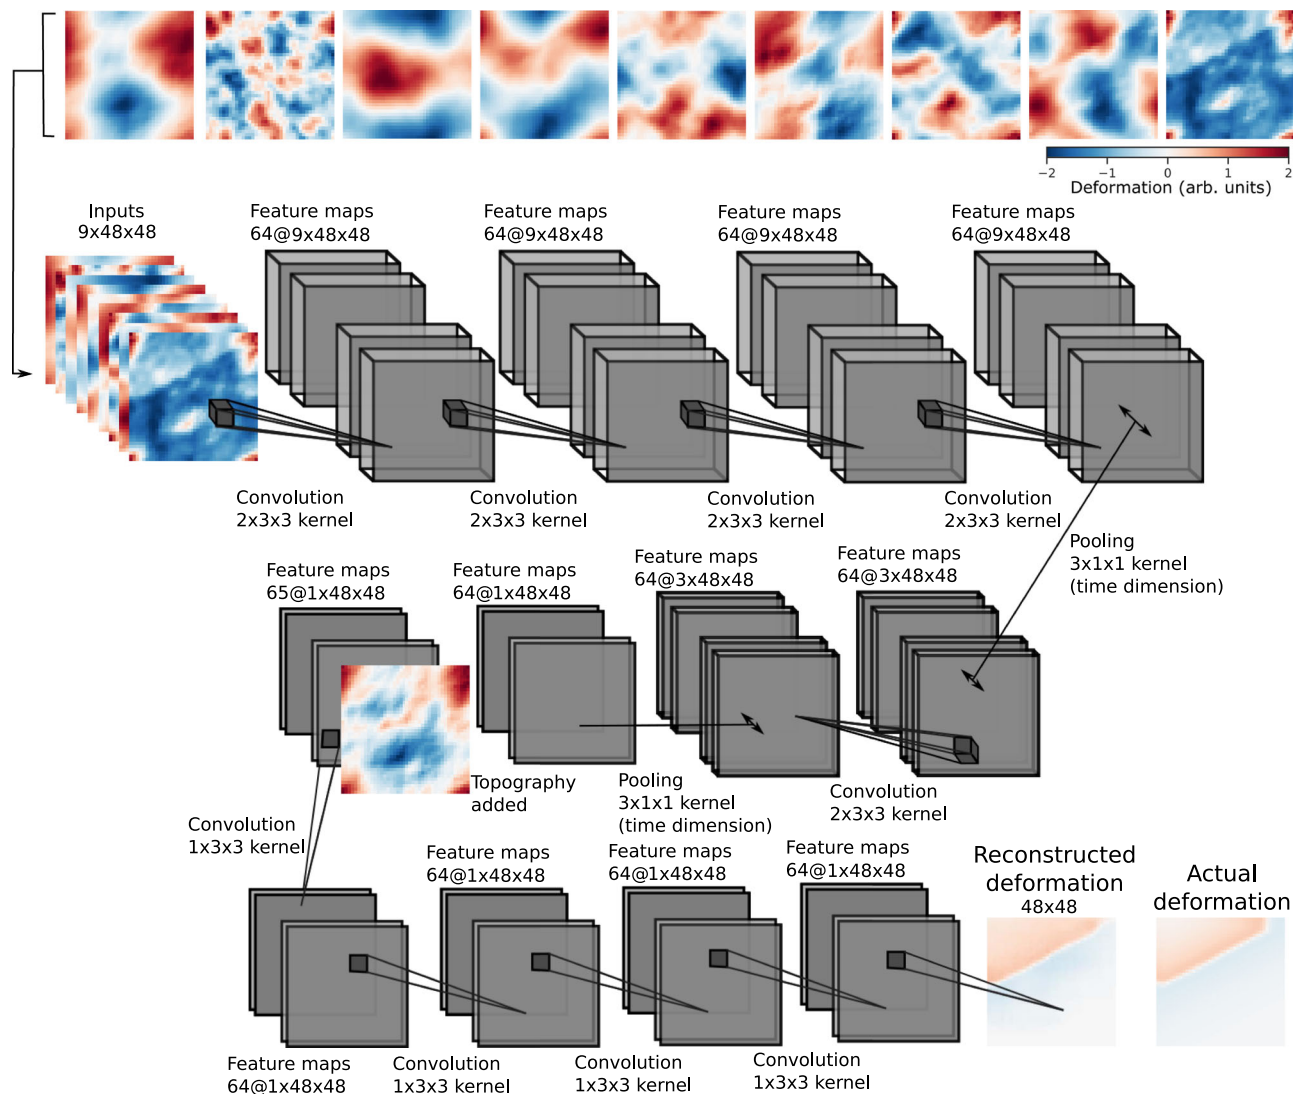 −2
−1
0
1
2
Deformation (arb. units)
Inputs
9x48x48
Feature maps
64@9x48x48
Feature maps
64@9x48x48
Feature maps
64@9x48x48
Feature maps
64@9x48x48
Convolution
2x3x3 kernel
Convolution
2x3x3 kernel
Convolution
2x3x3 kernel
Convolution
2x3x3 kernel
Pooling
3x1x1 kernel
(time dimension)
Feature maps
65@1x48x48
Feature maps
64@1x48x48
Feature maps
64@3x48x48
Feature maps
64@3x48x48
Topography
added
Pooling
3x1x1 kernel
(time dimension)
Convolution
2x3x3 kernel
Convolution
1x3x3 kernel
Feature maps
64@1x48x48
Feature maps
64@1x48x48
Feature maps
64@1x48x48
Reconstructed
deformation
48x48
Actual
deformation
Feature maps
64@1x48x48
Convolution
1x3x3 kernel
Convolution
1x3x3 kernel
Convolution
1x3x3 kernel